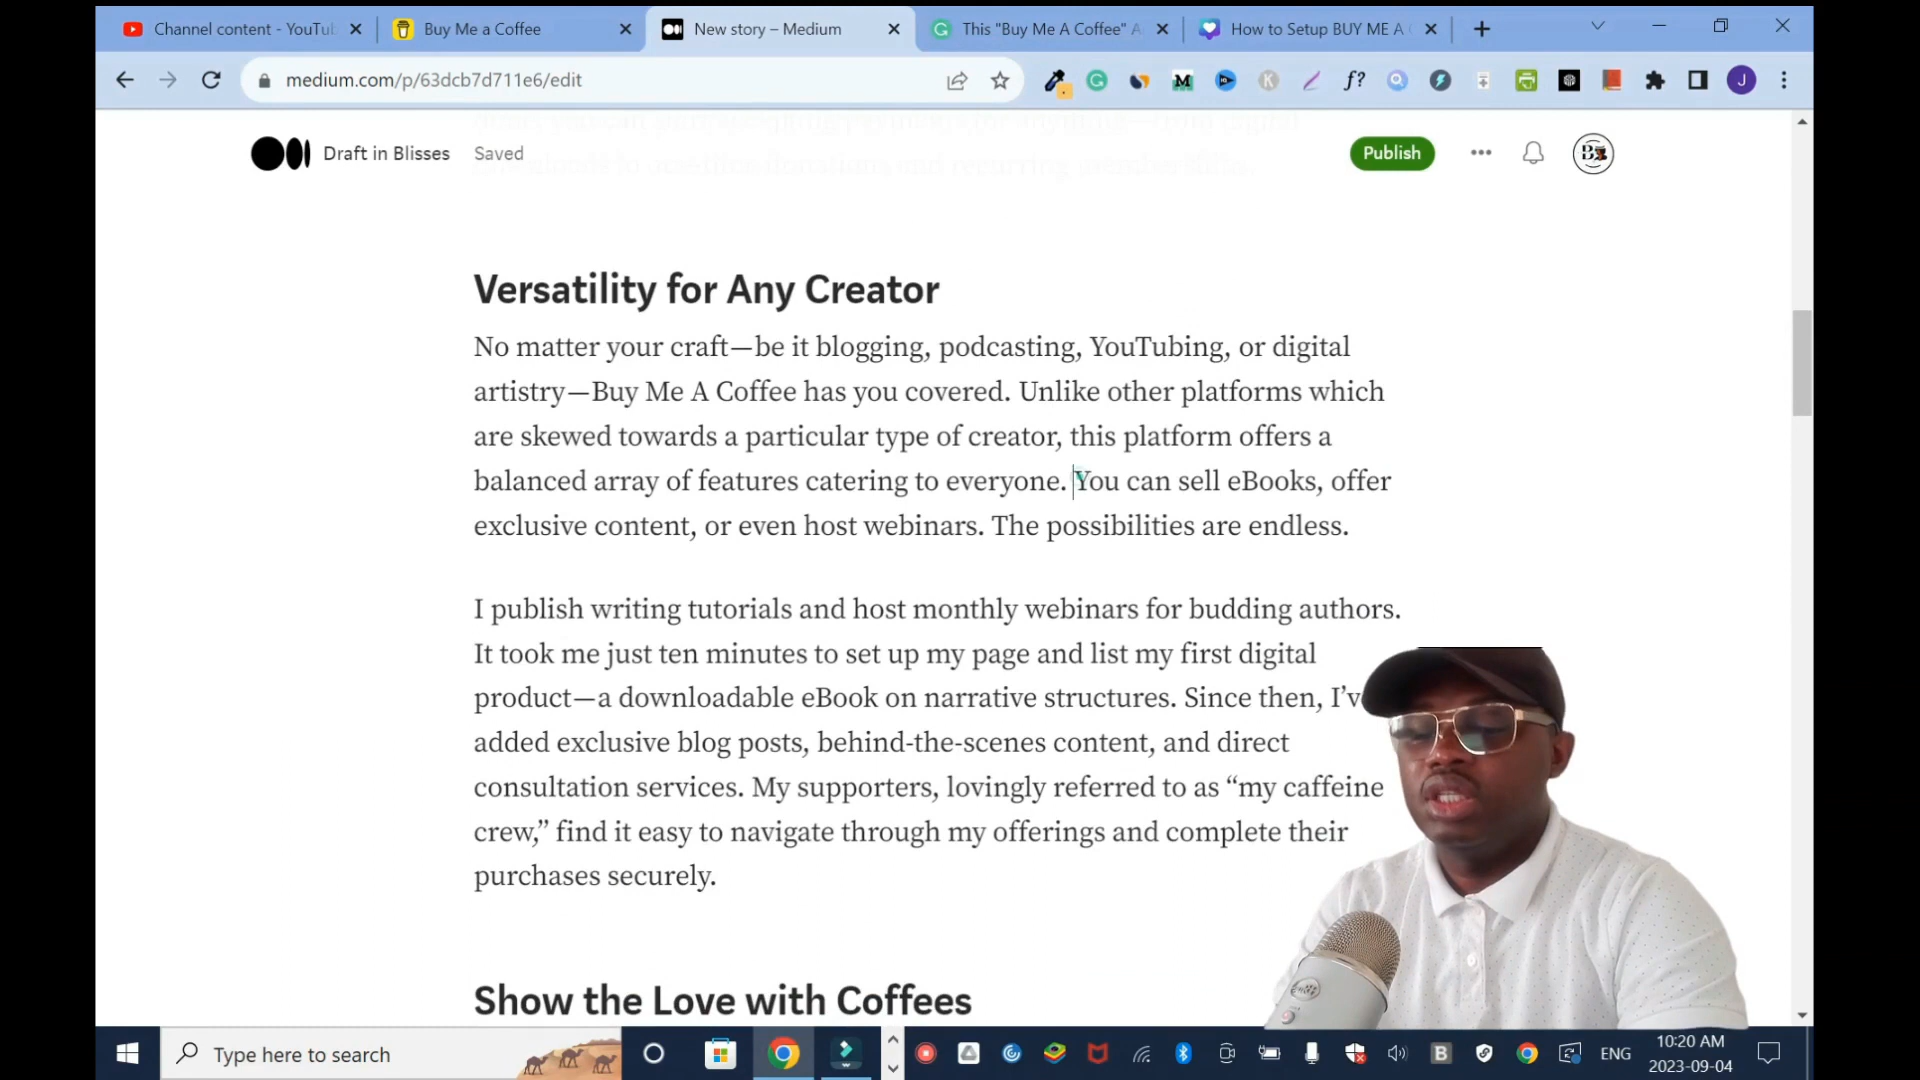 Channel content - YouTub
Buy Me a Coffee
New story – Medium
This "Buy Me A Coffee" A
How to Setup BUY ME A
medium.com/p/63dcb7d711e6/edit
J
Draft in Blisses
Saved
Publish
Versatility for Any Creator
No matter your craft—be it blogging, podcasting, YouTubing, or digital
artistry—Buy Me A Coffee has you covered. Unlike other platforms which
are skewed towards a particular type of creator, this platform offers a
balanced array of features catering to everyone. You can sell eBooks, offer
exclusive content, or even host webinars. The possibilities are endless.
I publish writing tutorials and host monthly webinars for budding authors.
It took me just ten minutes to set up my page and list my first digital
product—a downloadable eBook on narrative structures. Since then, I'v
added exclusive blog posts, behind-the-scenes content, and direct
consultation services. My supporters, lovingly referred to as “my caffeine
crew,” find it easy to navigate through my offerings and complete their
purchases securely.
Show the Love with Coffees
Type here to search
ENG
10:20 AM
2023-09-04